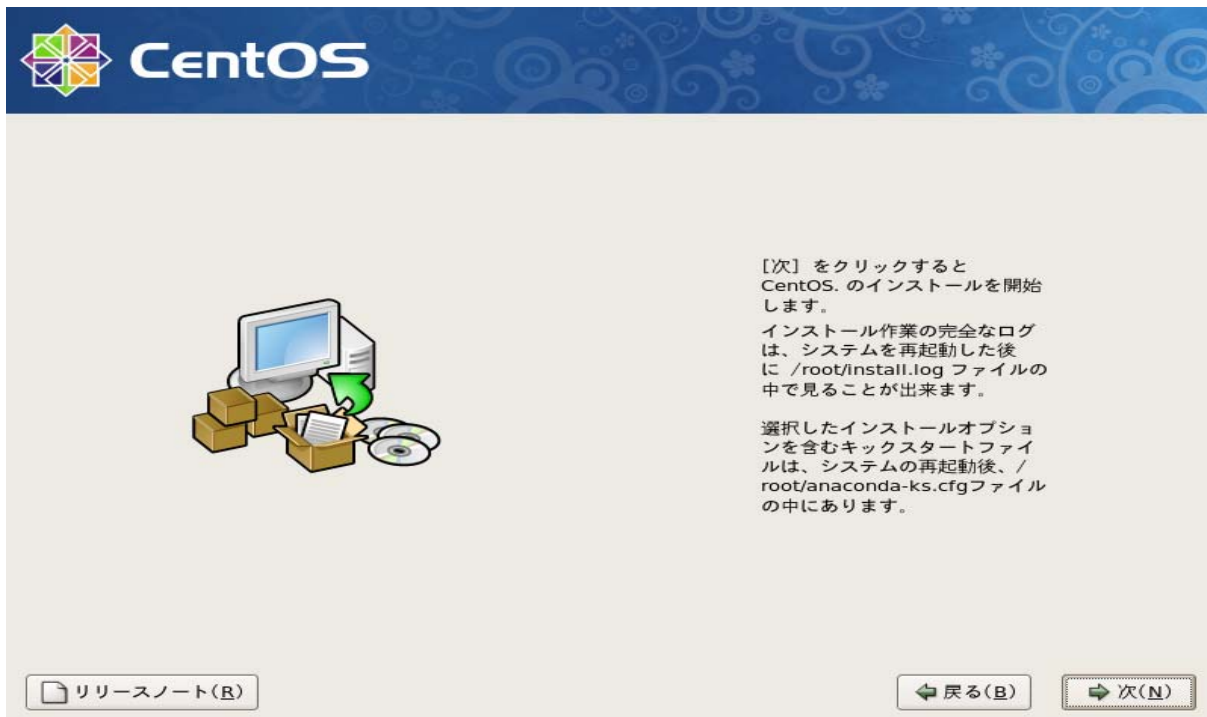 CentOS
[次] をクリックすると
CentOS. のインストールを開始
します。
インストール作業の完全なログ
は、システムを再起動した後
に /root/install.log ファイルの
中で見ることが出来ます。
選択したインストールオプショ
ンを含むキックスタートファイ
ルは、システムの再起動後、/
root/anaconda-ks.cfgファイル
の中にあります。
リリースノート(R)
戻る(B)
次(N)